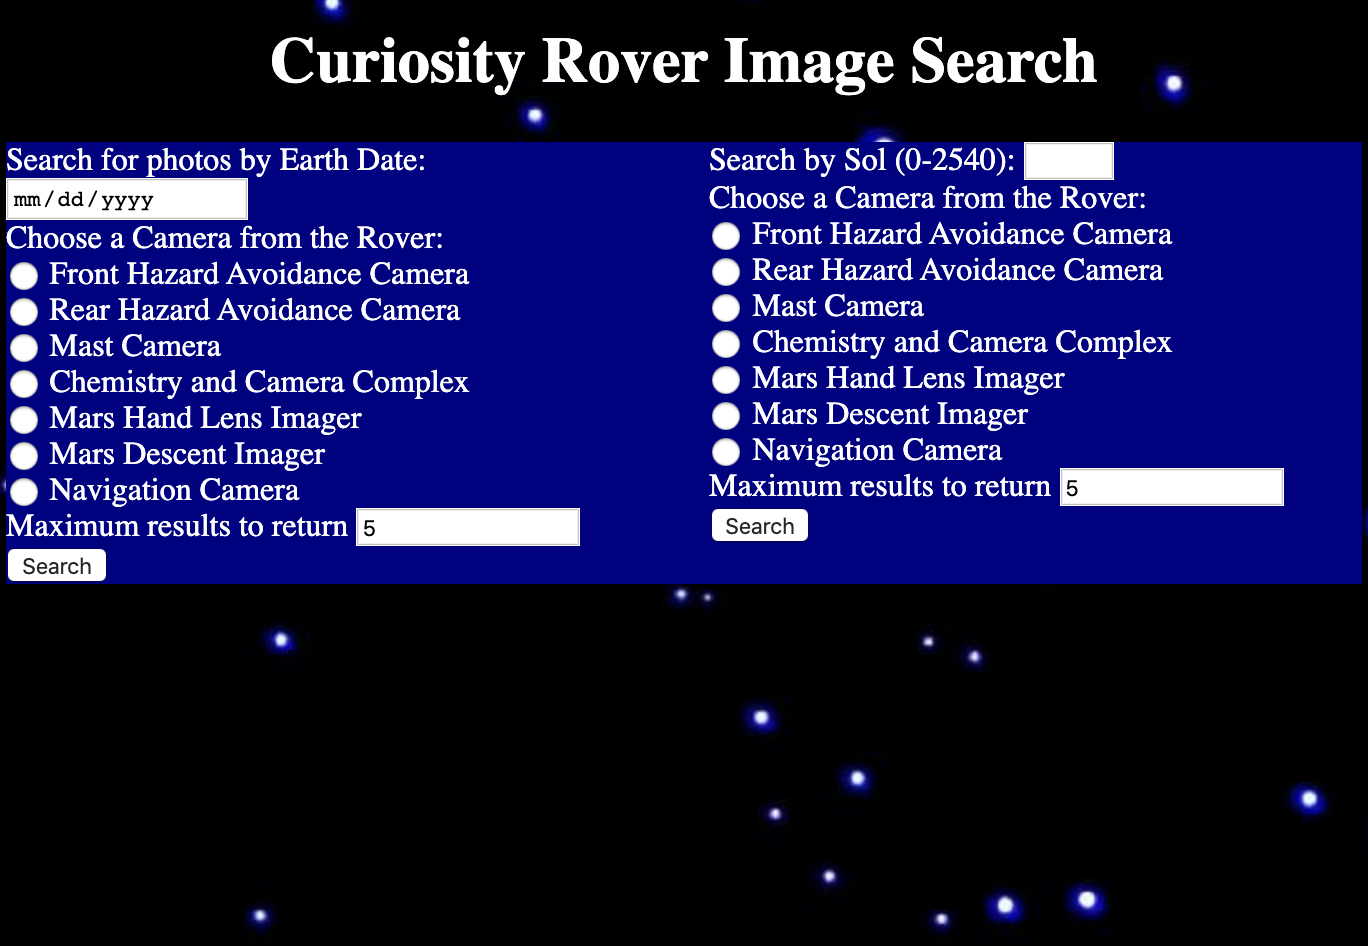 Curiosity Rover Image Search
Search for photos by Earth Date:
mm/dd/yyyy
Choose a Camera from the Rover:
Front Hazard Avoidance Camera
Rear Hazard Avoidance Camera
Mast Camera
Chemistry and Camera Complex
Mars Hand Lens Imager
Mars Descent Imager
Navigation Camera
Maximum results to return 5
Search
Search by Sol (0-2540):
Choose a Camera from the Rover:
Front Hazard Avoidance Camera
Rear Hazard Avoidance Camera
Mast Camera
Chemistry and Camera Complex
Mars Hand Lens Imager
Mars Descent Imager
Navigation Camera
Maximum results to return 5
Search